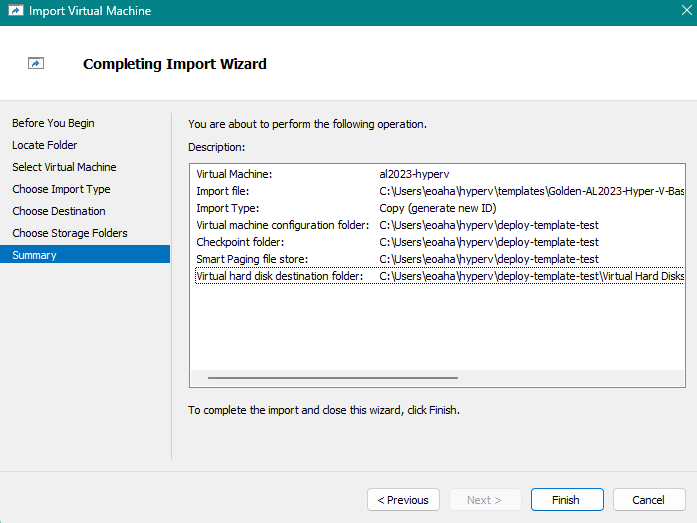 Import Virtual Machine
Completing Import Wizard
Before You Begin
Locate Folder
Select Virtual Machine
Choose Import Type
Choose Destination
Choose Storage Folders
Summary
You are about to perform the following operation.
Description:
Virtual Machine: al2023-hyperv
Import file: C:\Users\eoaha\hyperv\templates\Golden-AL2023-Hyper-V-Bas
Import Type: Copy (generate new ID)
Virtual machine configuration folder: C:\Users\eoaha\hyperv\deploy-template-test
Checkpoint folder: C:\Users\eoaha\hyperv\deploy-template-test
Smart Paging file store: C:\Users\eoaha\hyperv\deploy-template-test
Virtual hard disk destination folder: C:\Users\eoaha\hyperv\deploy-template-test\Virtual Hard Disks
To complete the import and close this wizard, click Finish.
< Previous Next > Finish Cancel